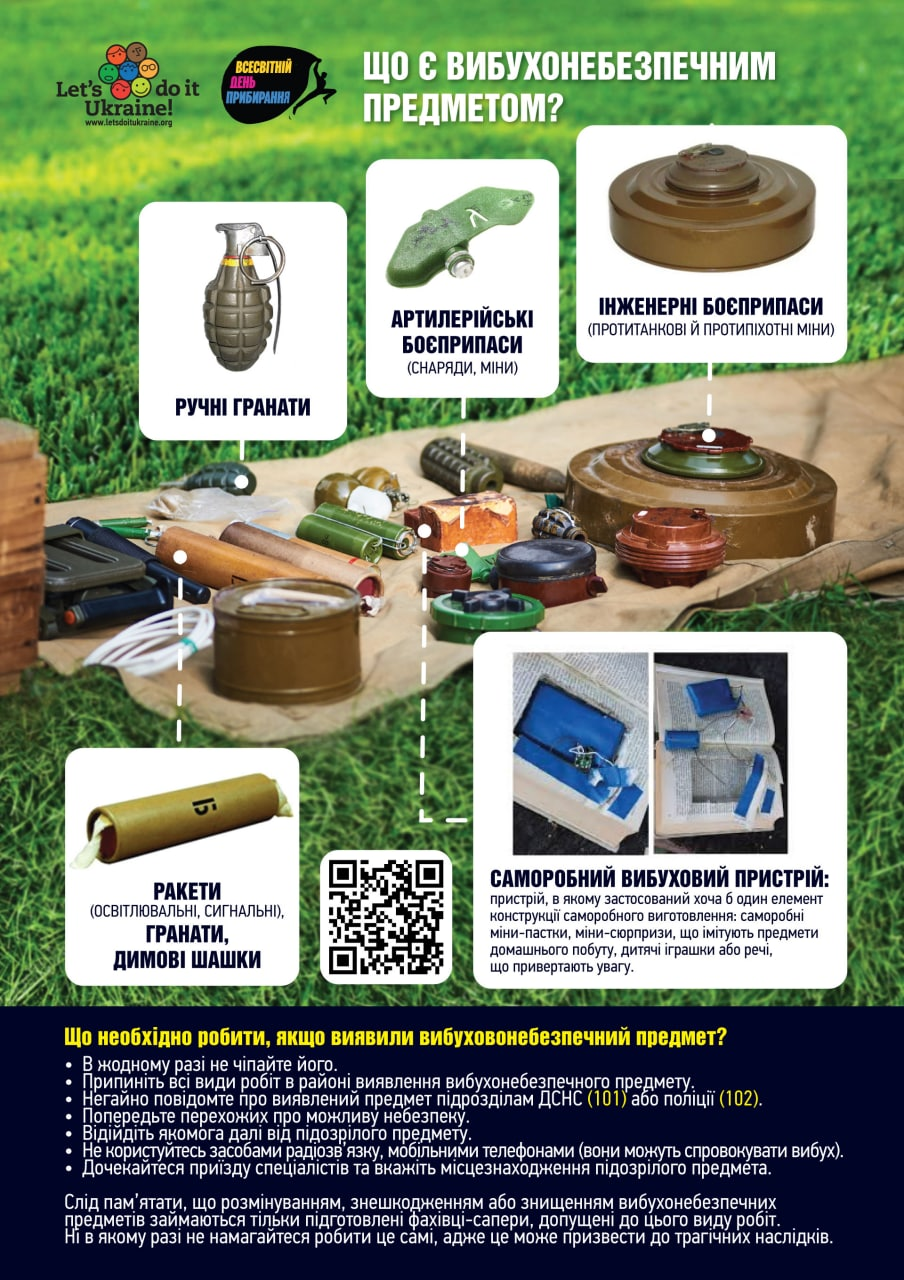 Let's do it
Ukraine!
www.letsdoitukraine.org
ВСЕСВІТНІЙ
ДЕНЬ
ПРИБИРАННЯ
ЩО Є ВИБУХОНЕБЕЗПЕЧНИМ
ПРЕДМЕТОМ?
РУЧНІ ГРАНАТИ
АРТИЛЕРІЙСЬКІ
БОЄПРИПАСИ
(СНАРЯДИ, МІНИ)
ІНЖЕНЕРНІ БОЄПРИПАСИ
(ПРОТИТАНКОВІ Й ПРОТИПІХОТНІ МІНИ)
Б
РАКЕТИ
(ОСВІТЛЮВАЛЬНІ, СИГНАЛЬНІ),
ГРАНАТИ,
ДИМОВІ ШАШКИ
САМОРОБНИЙ ВИБУХОВИЙ ПРИСТРІЙ:
пристрій, в якому застосований хоча б один елемент
конструкції саморобного виготовлення: саморобні
міни-пастки, міни-сюрпризи, що імітують предмети
домашнього побуту, дитячі іграшки або речі,
що привертають увагу.
Що необхідно робити, якщо виявили вибуховонебезпечний предмет?
• В жодному разі не чіпайте його.
• Припиніть всі види робіт в районі виявлення вибухонебезпечного предмету.
• Негайно повідомте про виявлений предмет підрозділам ДСНС (101) або поліції (102).
• Попередьте перехожих про можливу небезпеку.
• Відійдіть якомога далі від підозрілого предмету.
• Не користуйтесь засобами радіозв'язку, мобільними телефонами (вони можуть спровокувати вибух).
• Дочекайтеся приїзду спеціалістів та вкажіть місцезнаходження підозрілого предмета.
Слід пам'ятати, що розмінуванням, знешкодженням або знищенням вибухонебезпечних
предметів займаються тільки підготовлені фахівці-сапери, допущені до цього виду робіт.
Ні в якому разі не намагайтеся робити це самі, адже це може призвести до трагічних наслідків.